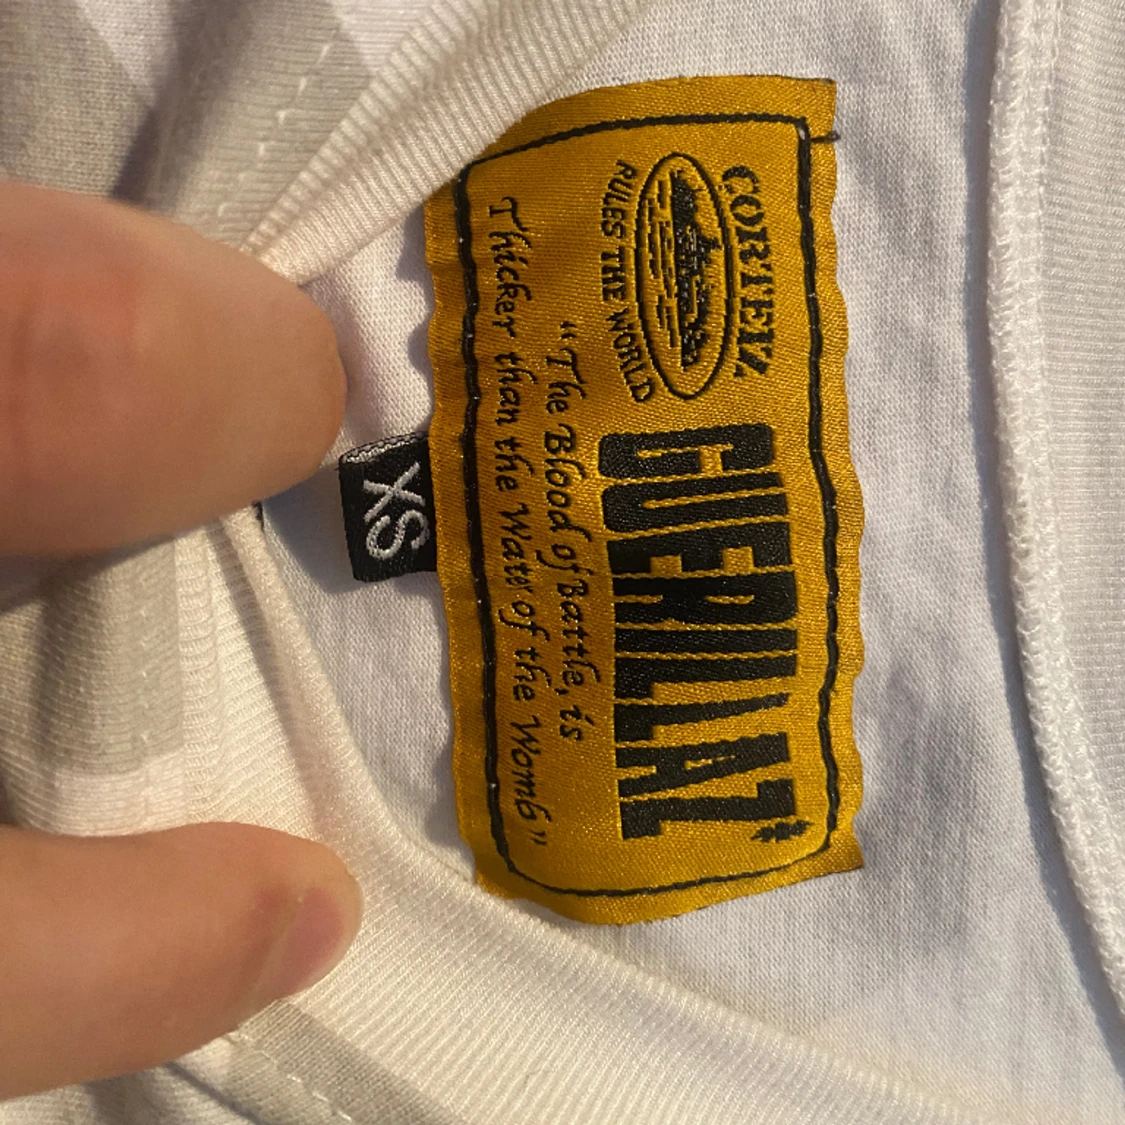 CORTEIZ
RULES THE WORLD
GUERILLAZ
"The Blood of Battle, is
Thicker than the Water of the Womb"
XS